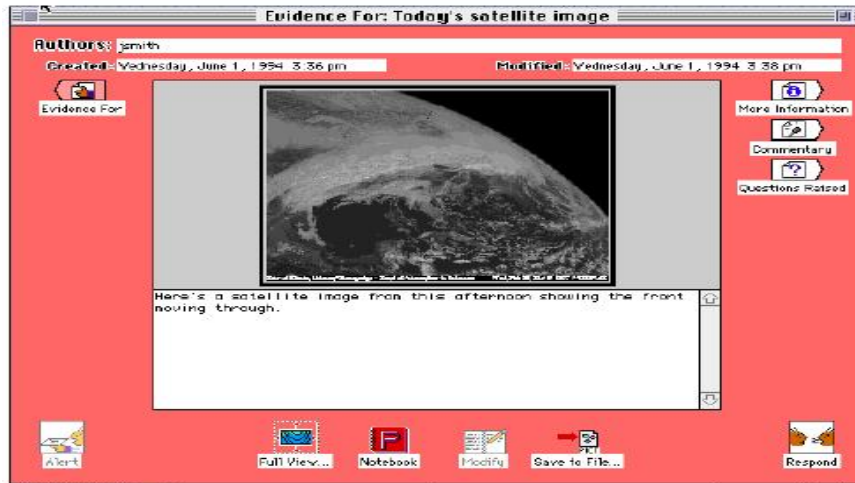 Evidence For: Today's satellite image
Authors: jsmith
Created: Wednesday, June 1, 1994 3:36 pm
Modified: Wednesday, June 1, 1994 3:38 pm
Evidence For
More Information
Commentary
Questions Raised
Here's a satellite image from this afternoon showing the front
moving through.
Alert
Full View...
Notebook
Modify
Save to File...
Respond